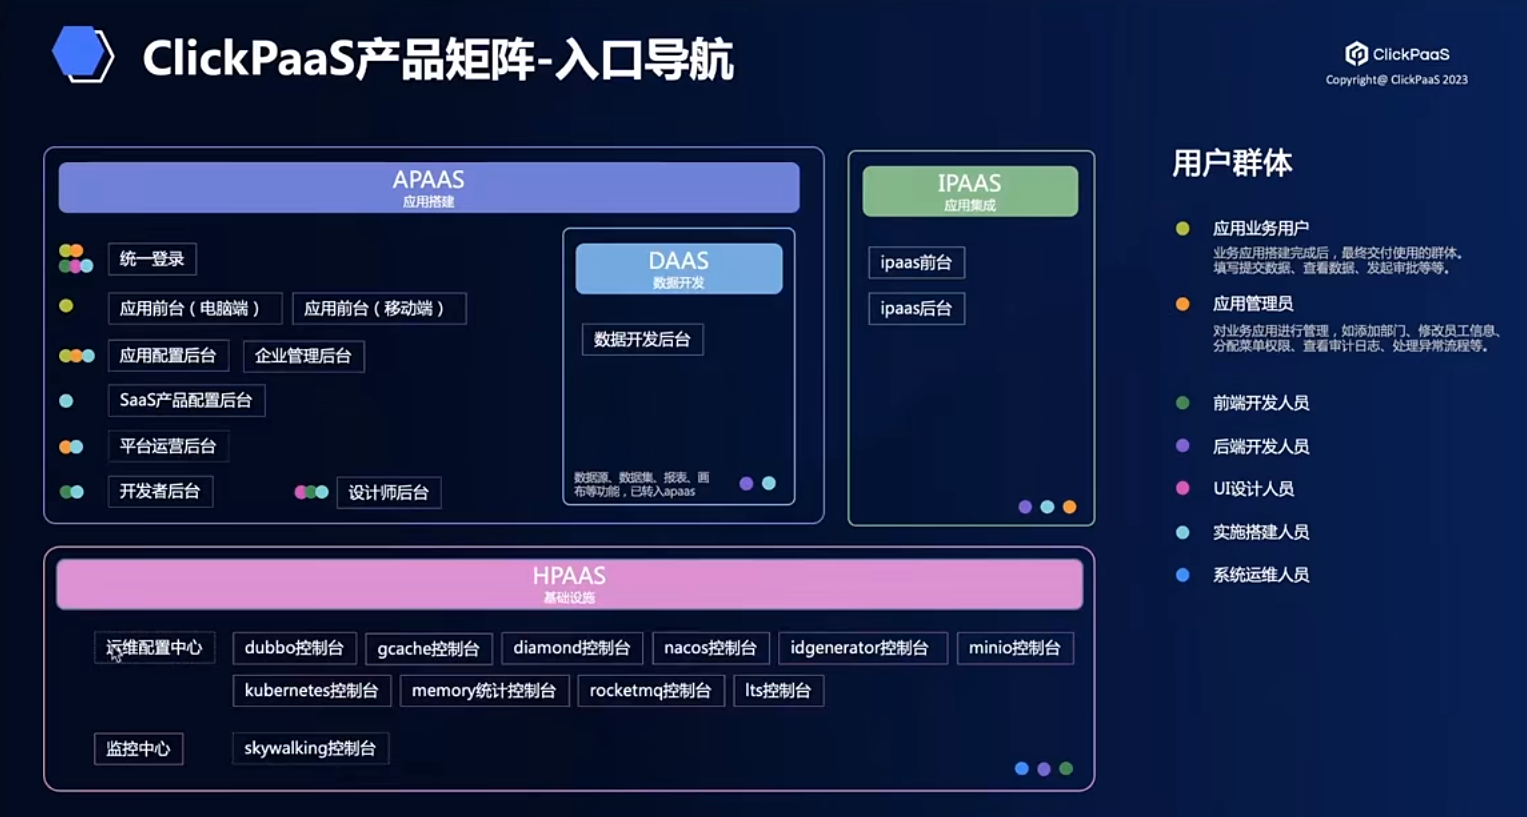 ClickPaaS产品矩阵-入口导航
ClickPaaS
Copyright@ ClickPaaS 2023
APAAS
应用搭建
统一登录
应用前台（电脑端）
应用前台（移动端）
应用配置后台
企业管理后台
SaaS产品配置后台
平台运营后台
开发者后台
设计师后台
DAAS
数据开发
数据开发后台
数据源、数据集、报表、画
布等功能，已转入apaas
IPAAS
应用集成
ipaas前台
ipaas后台
用户群体
应用业务用户
业务应用搭建完成后，最终交付使用的群体。
填写提交数据、查看数据、发起审批等等。
应用管理员
对业务应用进行管理，如添加部门、修改员工信息、
分配菜单权限、查看审计日志、处理异常流程等。
前端开发人员
后端开发人员
UI设计人员
实施搭建人员
系统运维人员
HPAAS
基础设施
运维配置中心
dubbo控制台
gcache控制台
diamond控制台
nacos控制台
idgenerator控制台
minio控制台
kubernetes控制台
memory统计控制台
rocketmq控制台
lts控制台
监控中心
skywalking控制台